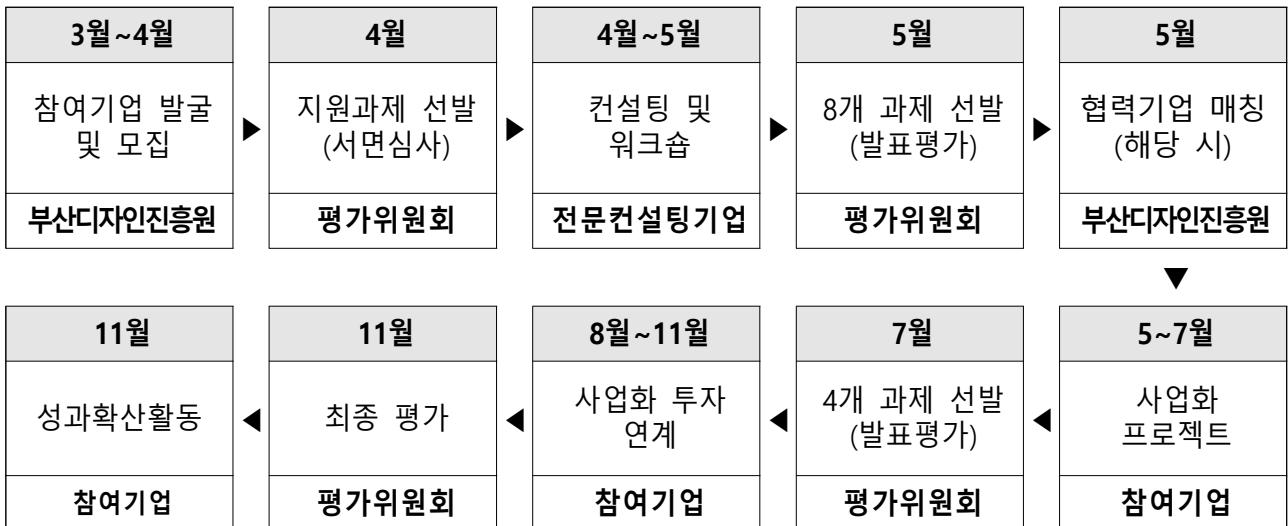 3월~4월
참여기업 발굴
및 모집
부산디자인진흥원
▶
4월
지원과제 선발
(서면심사)
평가위원회
▶
4월~5월
컨설팅 및
워크숍
전문컨설팅기업
▶
5월
8개 과제 선발
(발표평가)
평가위원회
▶
5월
협력기업 매칭
(해당 시)
부산디자인진흥원
▼
5~7월
사업화
프로젝트
참여기업
◀
7월
4개 과제 선발
(발표평가)
평가위원회
◀
8월~11월
사업화 투자
연계
참여기업
◀
11월
최종 평가
평가위원회
◀
11월
성과확산활동
참여기업